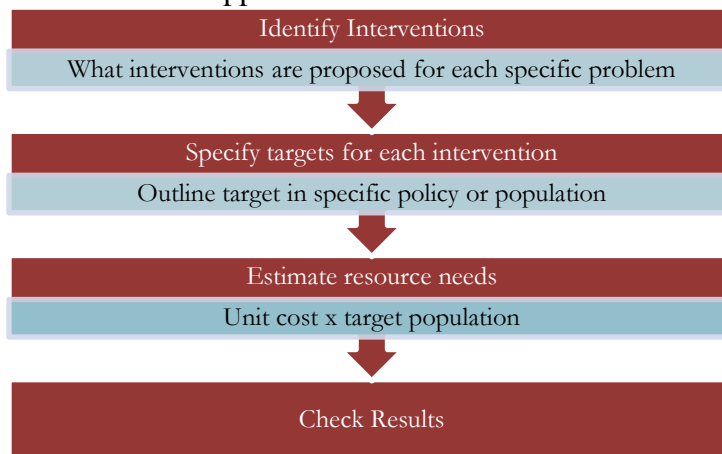 Identify Interventions
What interventions are proposed for each specific problem
Specify targets for each intervention
Outline target in specific policy or population
Estimate resource needs
Unit cost x target population
Check Results